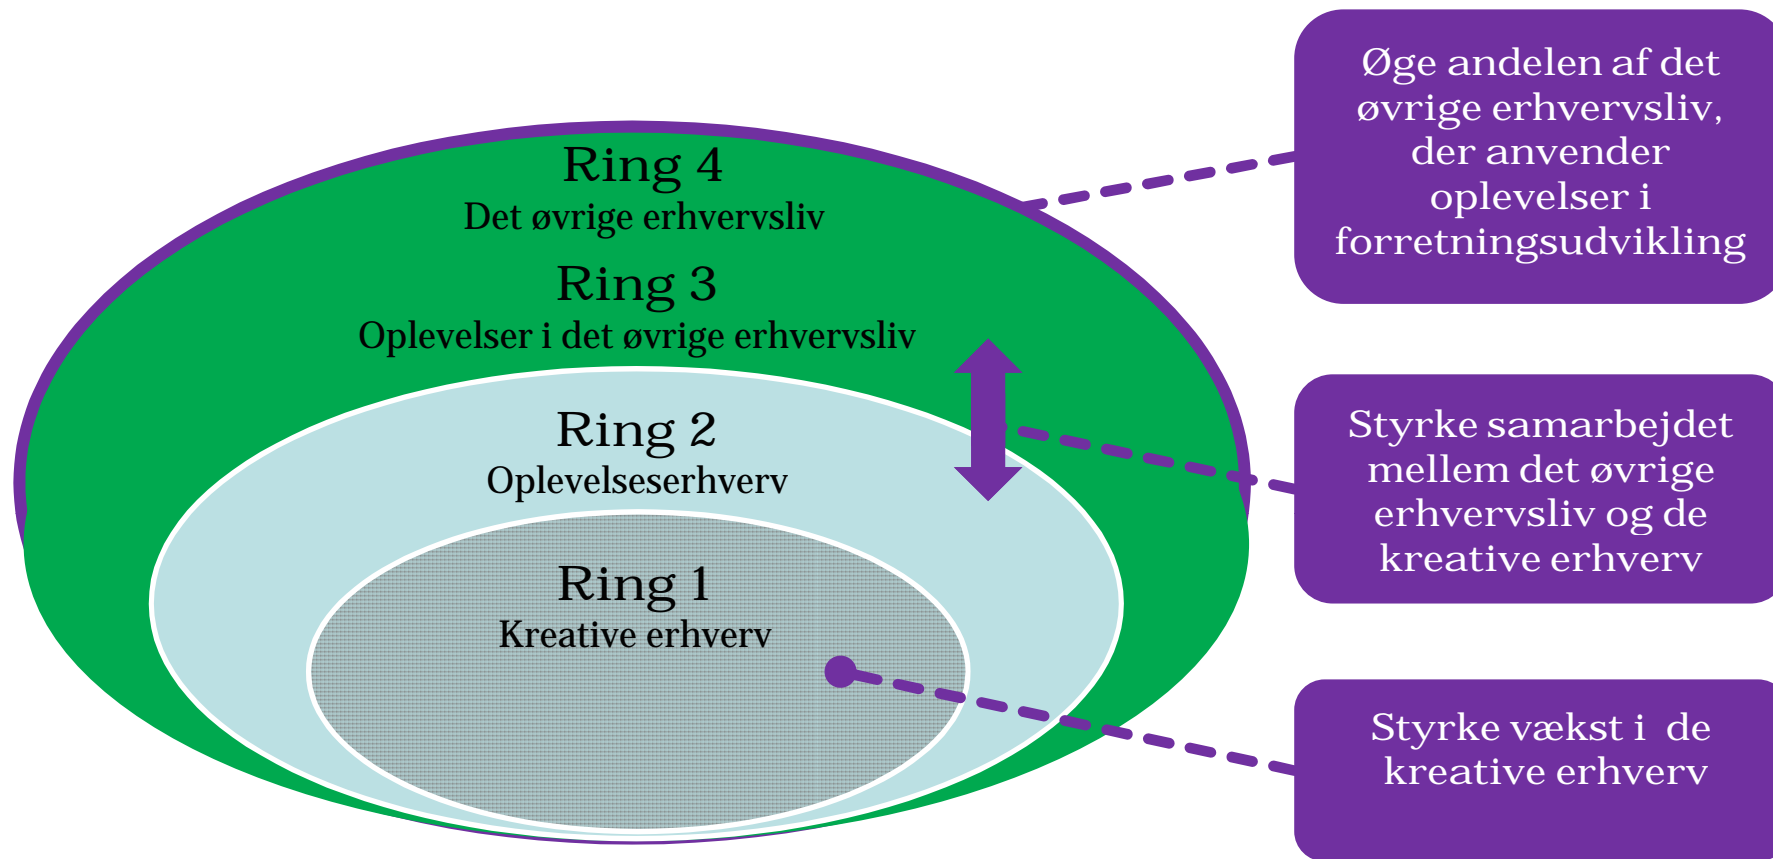 Ring 4
Det øvrige erhvervsliv
Ring 3
Oplevelser i det øvrige erhvervsliv
Ring 2
Oplevelseserhverv
Ring 1
Kreative erhverv
Øge andelen af det
øvrige erhvervsliv,
der anvender
oplevelser i
forretningsudvikling
Styrke samarbejdet
mellem det øvrige
erhvervsliv og de
kreative erhverv
Styrke vækst i de
kreative erhverv